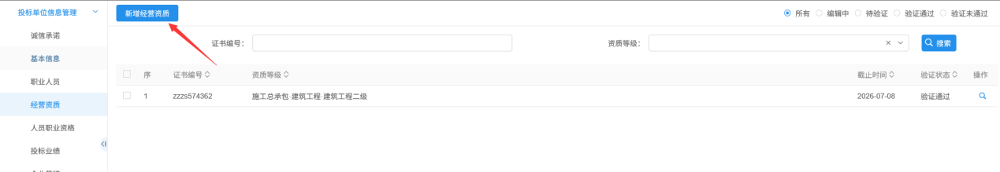 投标单位信息管理
新增经营资质
所有 编辑中 待验证 验证通过 验证未通过
诚信承诺
证书编号:
资质等级:
搜索
基本信息
序 证书编号 资质等级 截止时间 验证状态 操作
职业人员
1 zzzs574362 施工总承包·建筑工程·建筑工程二级 2026-07-08 验证通过
经营资质
人员职业资格
投标业绩